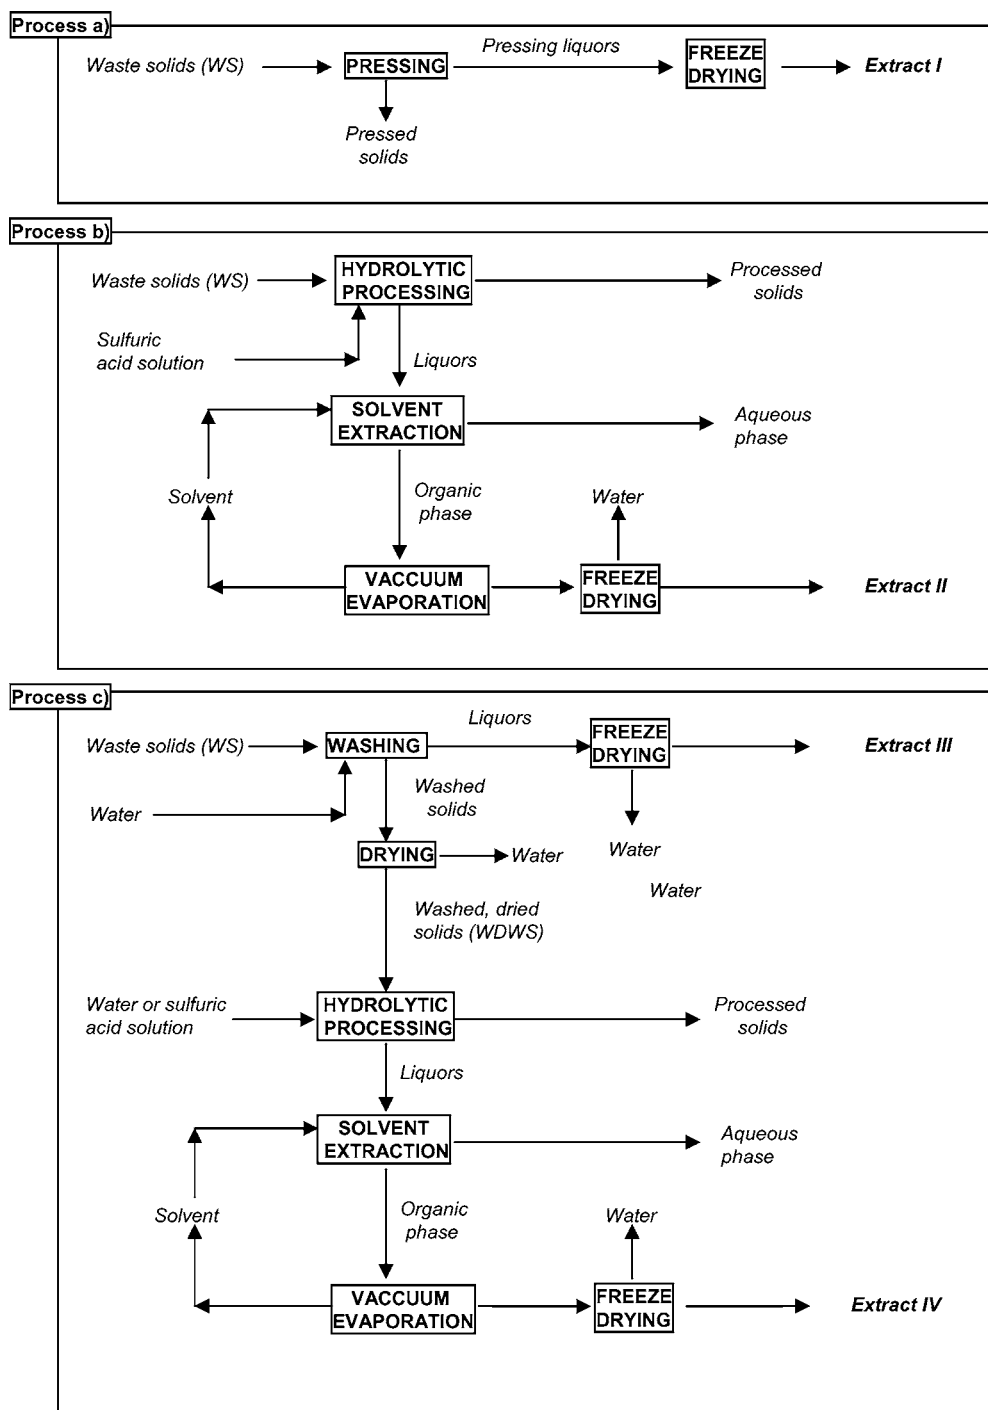 Process a)
Waste solids (WS)
PRESSING
Pressing liquors
FREEZE
DRYING
Extract I
Pressed
solids
Process b)
Waste solids (WS)
HYDROLYTIC
PROCESSING
Processed
solids
Sulfuric
acid solution
Liquors
SOLVENT
EXTRACTION
Aqueous
phase
Solvent
Organic
phase
Water
VACCUUM
EVAPORATION
FREEZE
DRYING
Extract II
Process c)
Waste solids (WS)
WASHING
Liquors
FREEZE
DRYING
Extract III
Water
Washed
solids
Water
DRYING
Water
Water
Washed, dried
solids (WDWS)
Water or sulfuric
acid solution
HYDROLYTIC
PROCESSING
Processed
solids
Liquors
SOLVENT
EXTRACTION
Aqueous
phase
Solvent
Organic
phase
Water
VACCUUM
EVAPORATION
FREEZE
DRYING
Extract IV